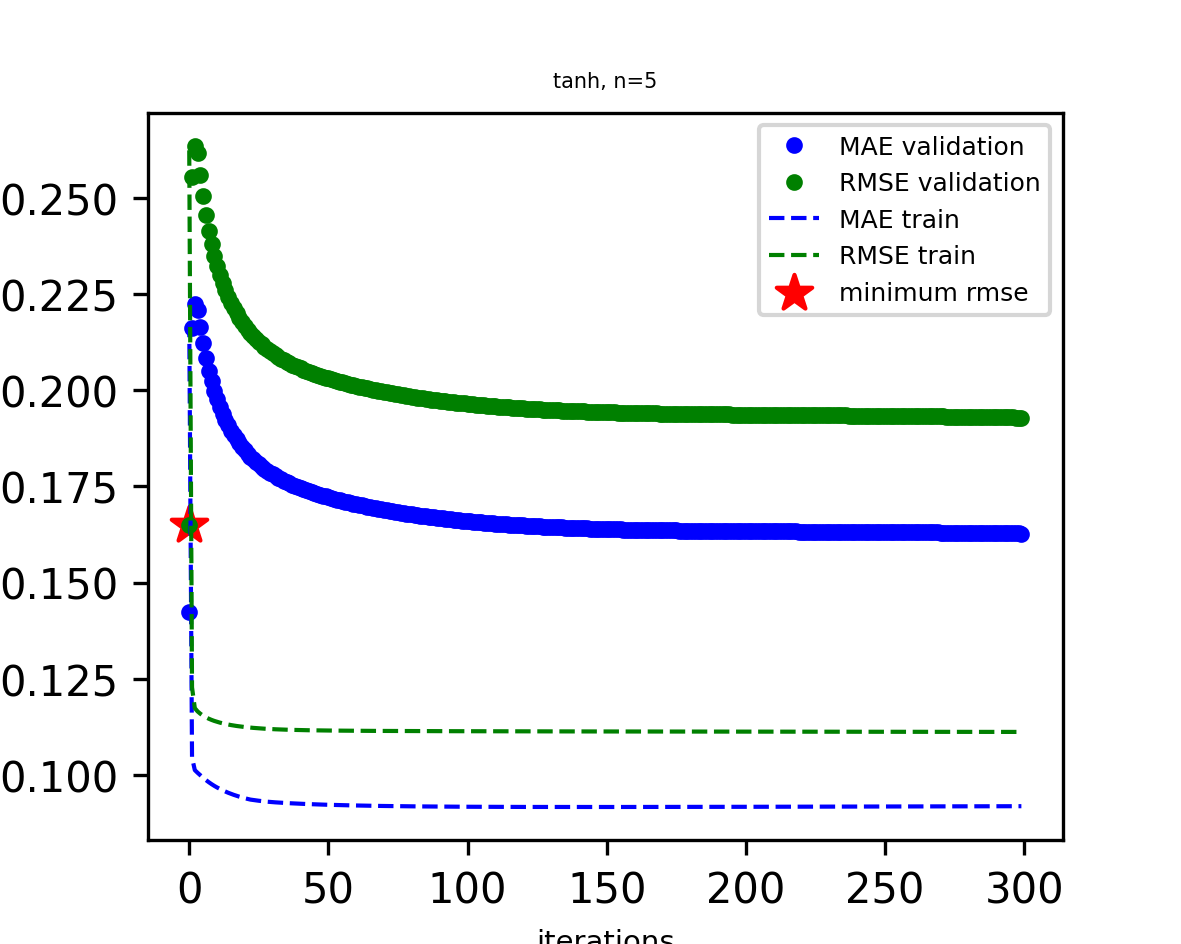 tanh, n=5
MAE validation
RMSE validation
MAE train
RMSE train
minimum rmse
0.250
0.225
0.200
0.175
0.150
0.125
0.100
0 50 100 150 200 250 300
iterations